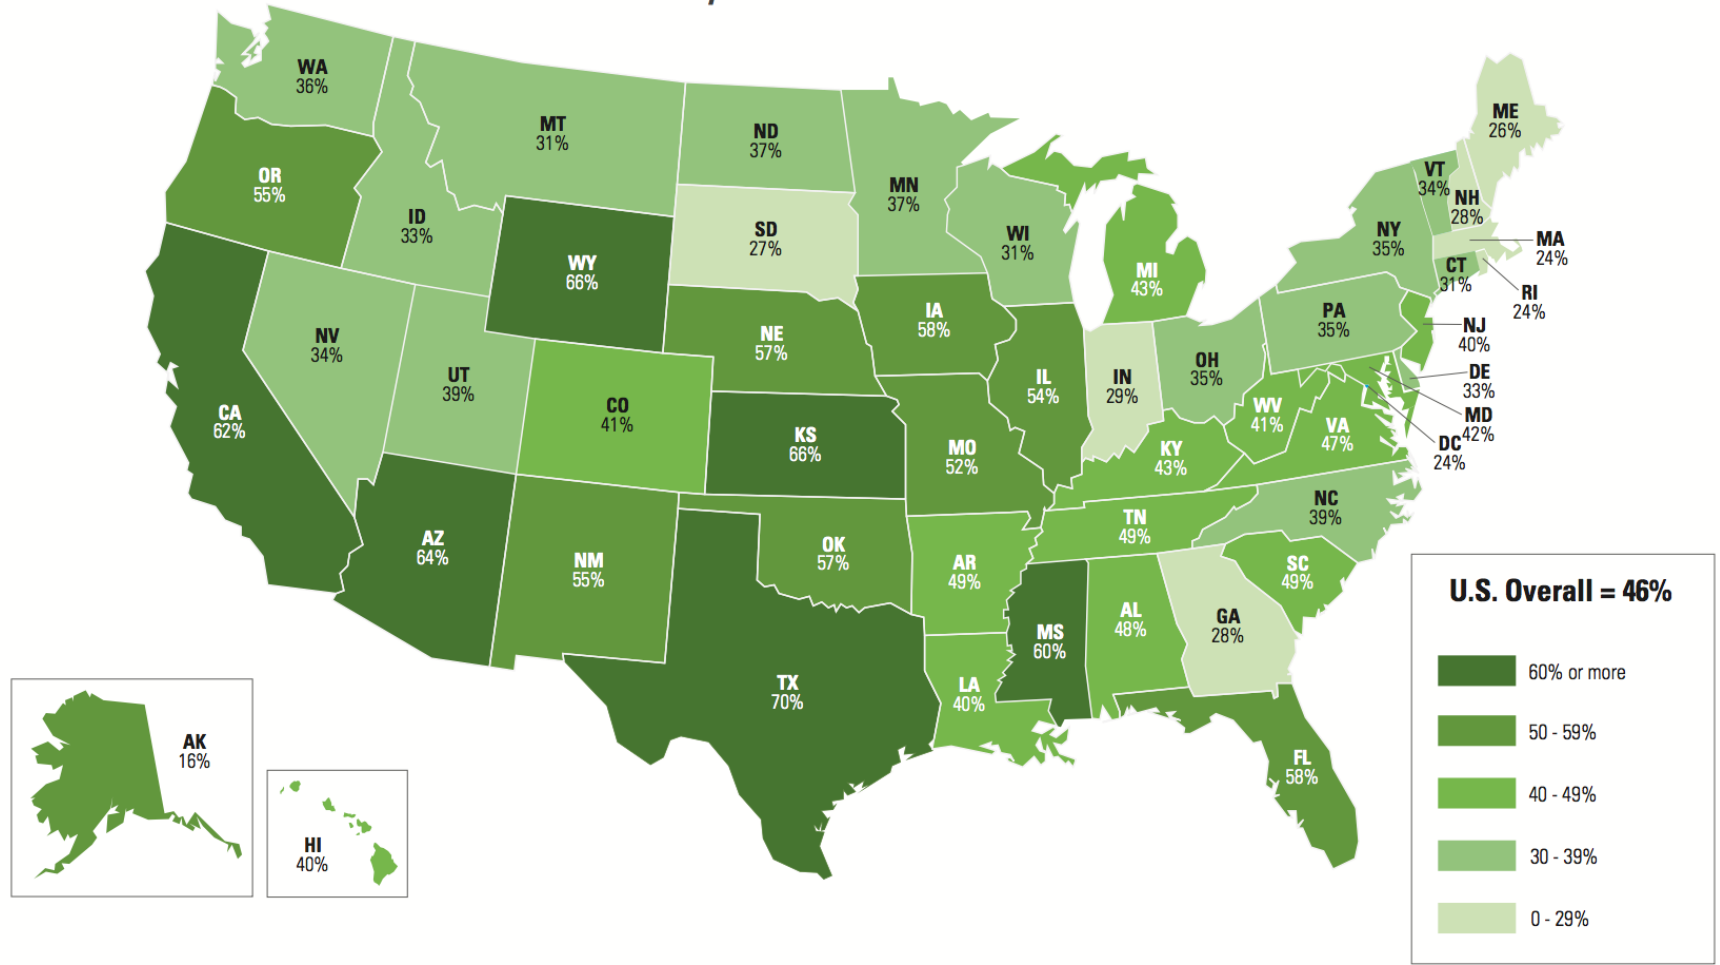 WA
36%
OR
55%
CA
62%
ID
33%
NV
34%
MT
31%
WY
66%
UT
39%
AZ
64%
CO
41%
NM
55%
ND
37%
SD
27%
NE
57%
KS
66%
OK
57%
TX
70%
MN
37%
IA
58%
MO
52%
AR
49%
LA
40%
WI
31%
IL
54%
MI
43%
IN
29%
OH
35%
KY
43%
TN
49%
MS
60%
AL
48%
GA
28%
FL
58%
SC
49%
NC
39%
VA
47%
WV
41%
PA
35%
NY
35%
VT
34%
NH
28%
ME
26%
MA
24%
CT
31%
RI
24%
NJ
40%
DE
33%
MD
42%
DC
24%
AK
16%
HI
40%
U.S. Overall = 46%
60% or more
50 - 59%
40 - 49%
30 - 39%
0 - 29%